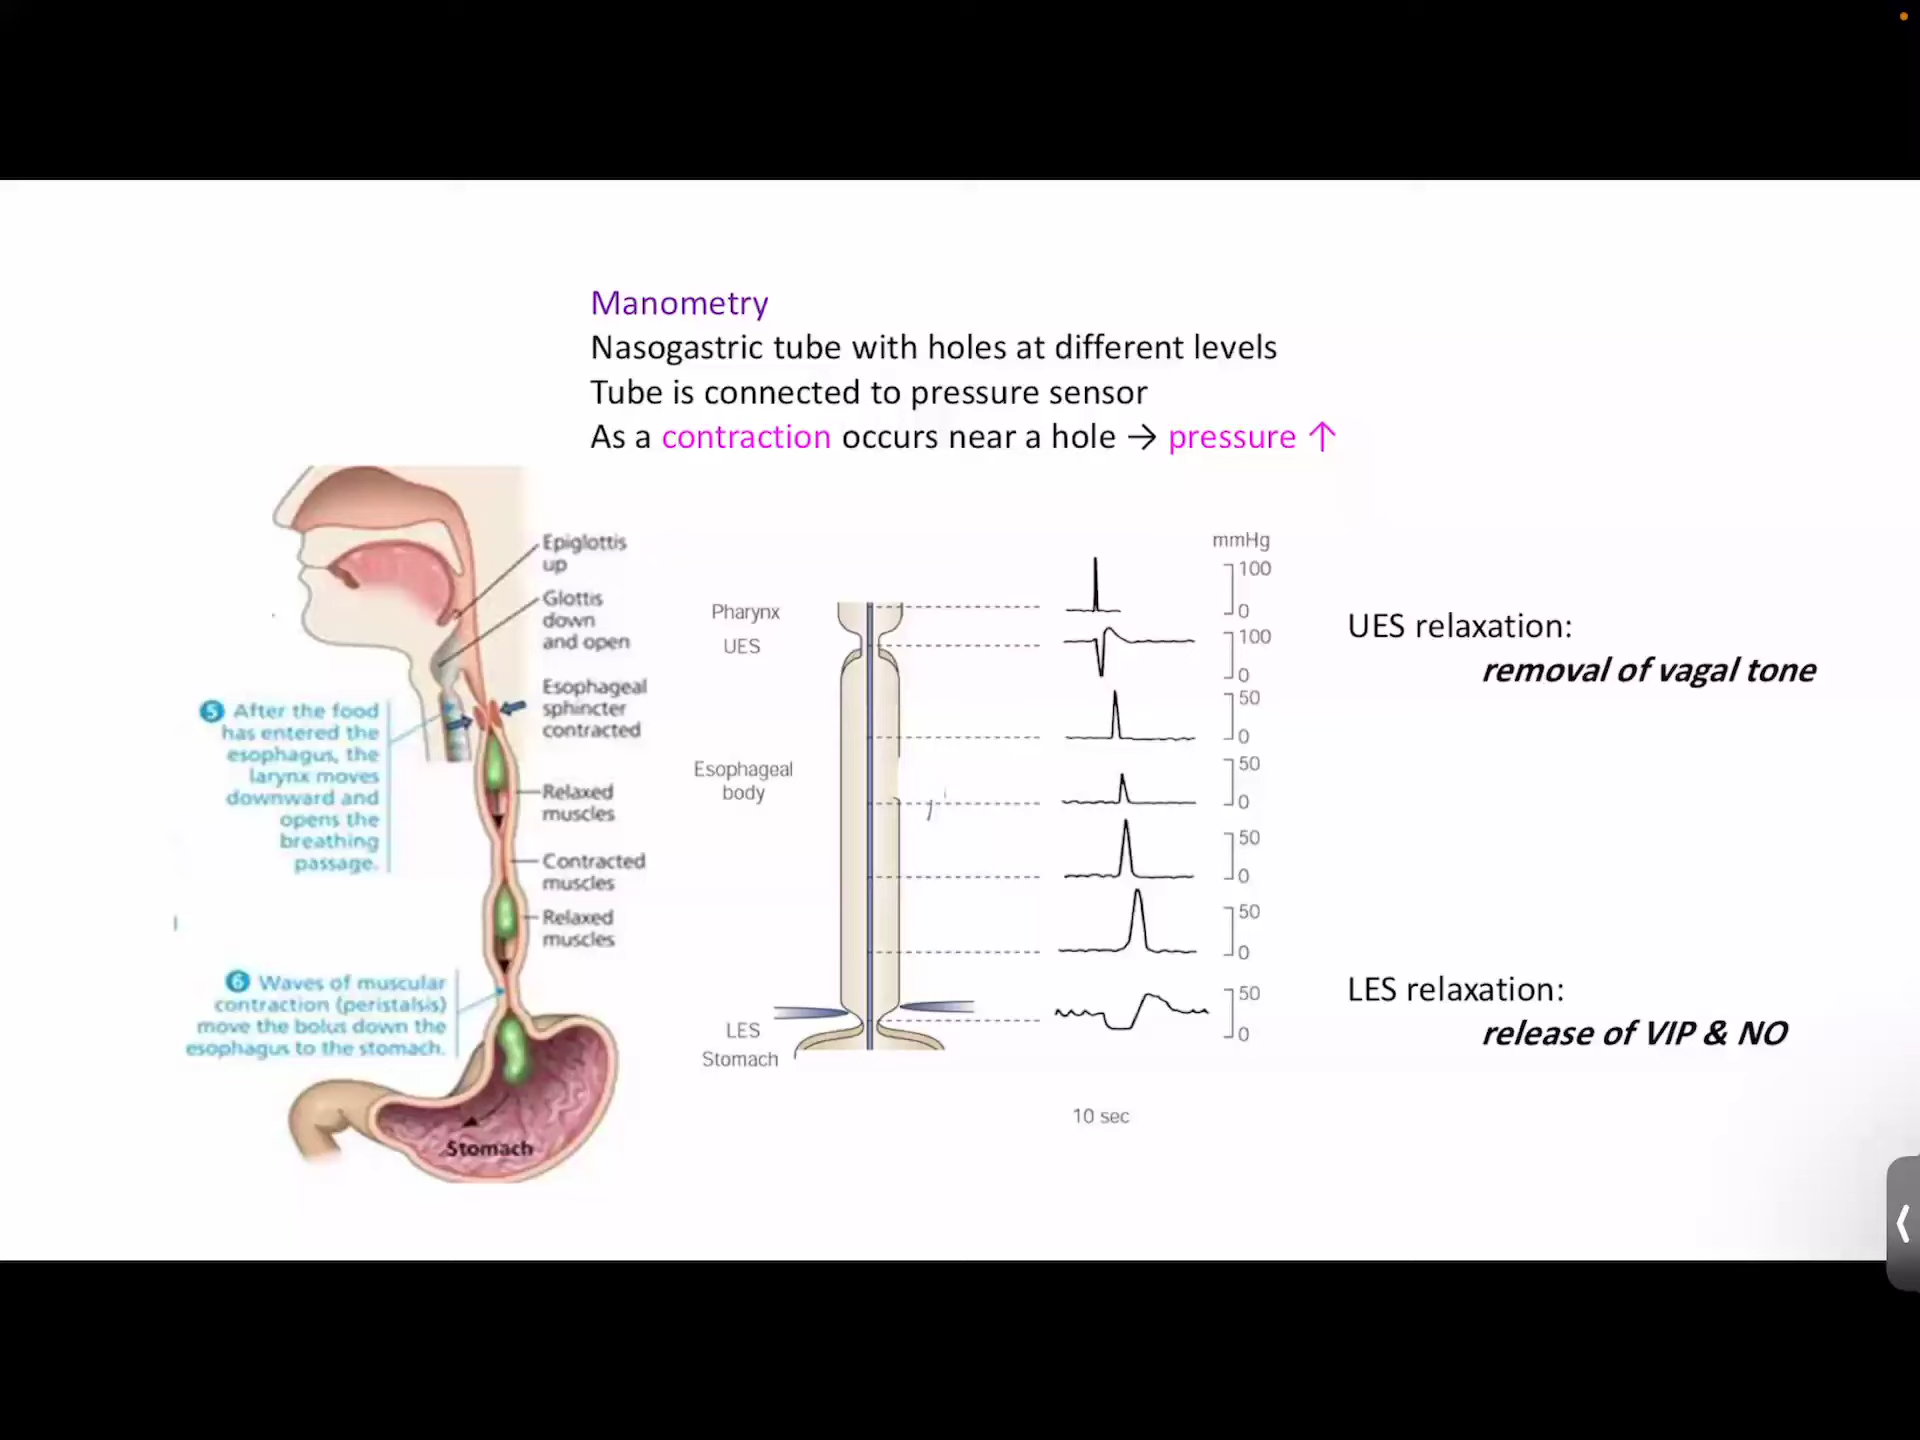 Manometry
Nasogastric tube with holes at different levels
Tube is connected to pressure sensor
As a contraction occurs near a hole → pressure ↑
Epiglottis
up
Glottis
down
and open
Esophageal
sphincter
contracted
5 After the food
has entered the
esophagus, the
larynx moves
downward and
opens the
breathing
passage.
Relaxed
muscles
Contracted
muscles
Relaxed
muscles
6 Waves of muscular
contraction (peristalsis)
move the bolus down the
esophagus to the stomach.
Stomach
Pharynx
UES
Esophageal
body
LES
Stomach
mmHg
100
0
100
0
50
0
50
0
50
0
50
0
50
0
10 sec
UES relaxation:
removal of vagal tone
LES relaxation:
release of VIP & NO